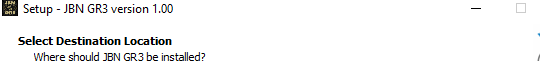 Setup - JBN GR3 version 1.00
Select Destination Location
Where should JBN GR3 be installed?